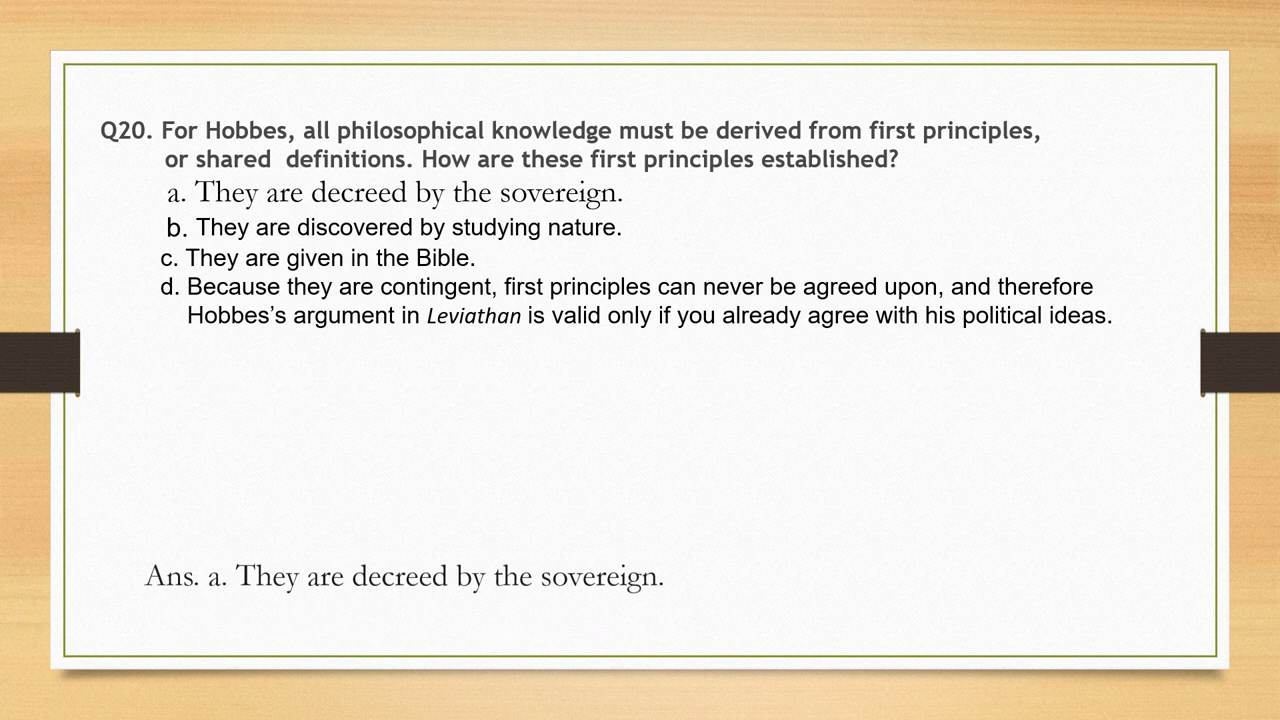 Q20. For Hobbes, all philosophical knowledge must be derived from first principles,
or shared definitions. How are these first principles established?
a. They are decreed by the sovereign.
b. They are discovered by studying nature.
c. They are given in the Bible.
d. Because they are contingent, first principles can never be agreed upon, and therefore
Hobbes’s argument in Leviathan is valid only if you already agree with his political ideas.
Ans. a. They are decreed by the sovereign.